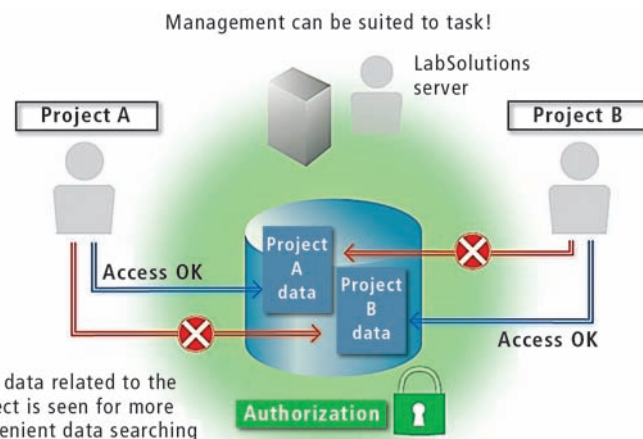 Management can be suited to task!
LabSolutions
server
Project A
Project B
Project
A
data
Project
B
data
Access OK
Access OK
data related to the
ect is seen for more
enient data searching
Authorization